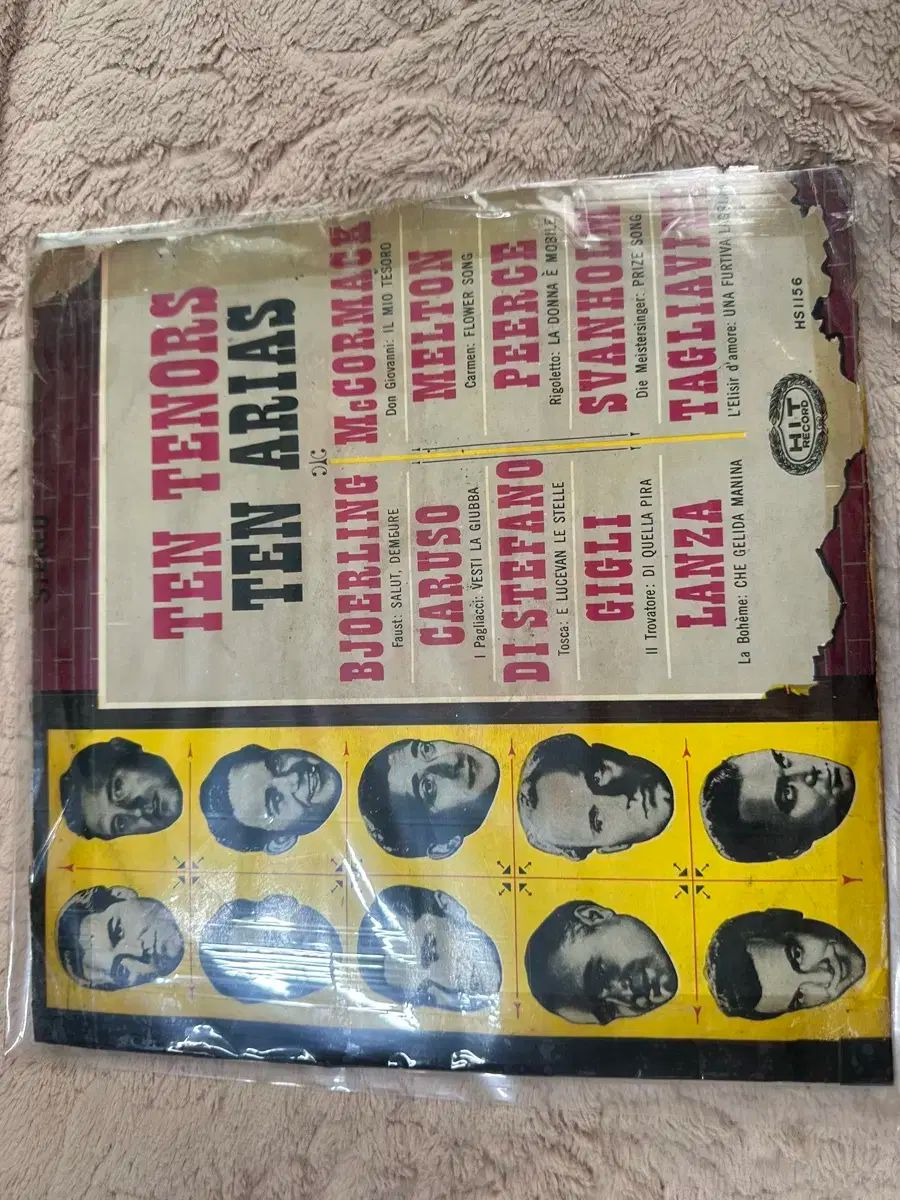 STEREO
TEN TENORS
TEN ARIAS
BJOERLING
Faust: SALUT, DEMEURE
CARUSO
I Pagliacci: VESTI LA GIUBBA
DI STEFANO
Tosca: E LUCEVAN LE STELLE
GIGLI
Il Trovatore: DI QUELLA PIRA
LANZA
La Bohème: CHE GELIDA MANINA
McCORMACK
Don Giovanni: IL MIO TESORO
MELTON
Carmen: FLOWER SONG
PEERCE
Rigoletto: LA DONNA È MOBILE
SVANHOLM
Die Meistersinger: PRIZE SONG
TAGLIAVINI
L'Elisir d'amore: UNA FURTIVA LAGRIMA
HIT
RECORD
HS1156